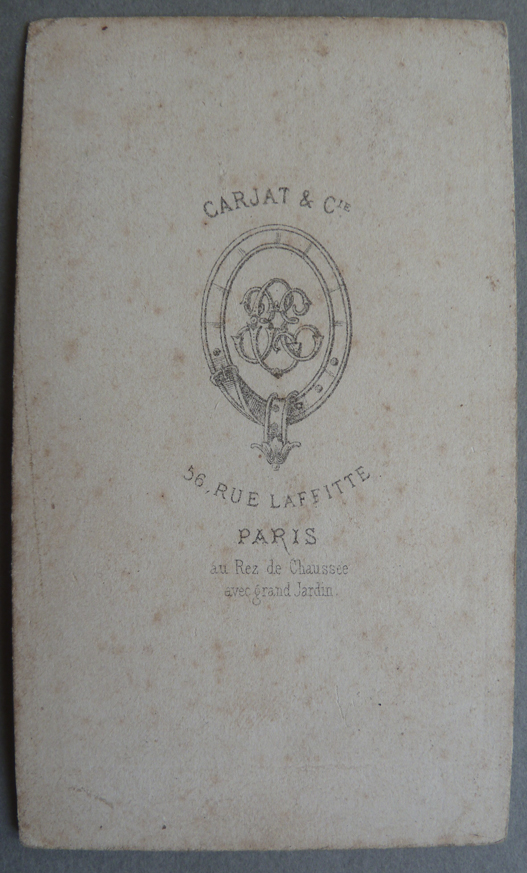 CARJAT & CIE
56, RUE LAFFITTE
PARIS
au Rez de Chaussée
avec grand Jardin.